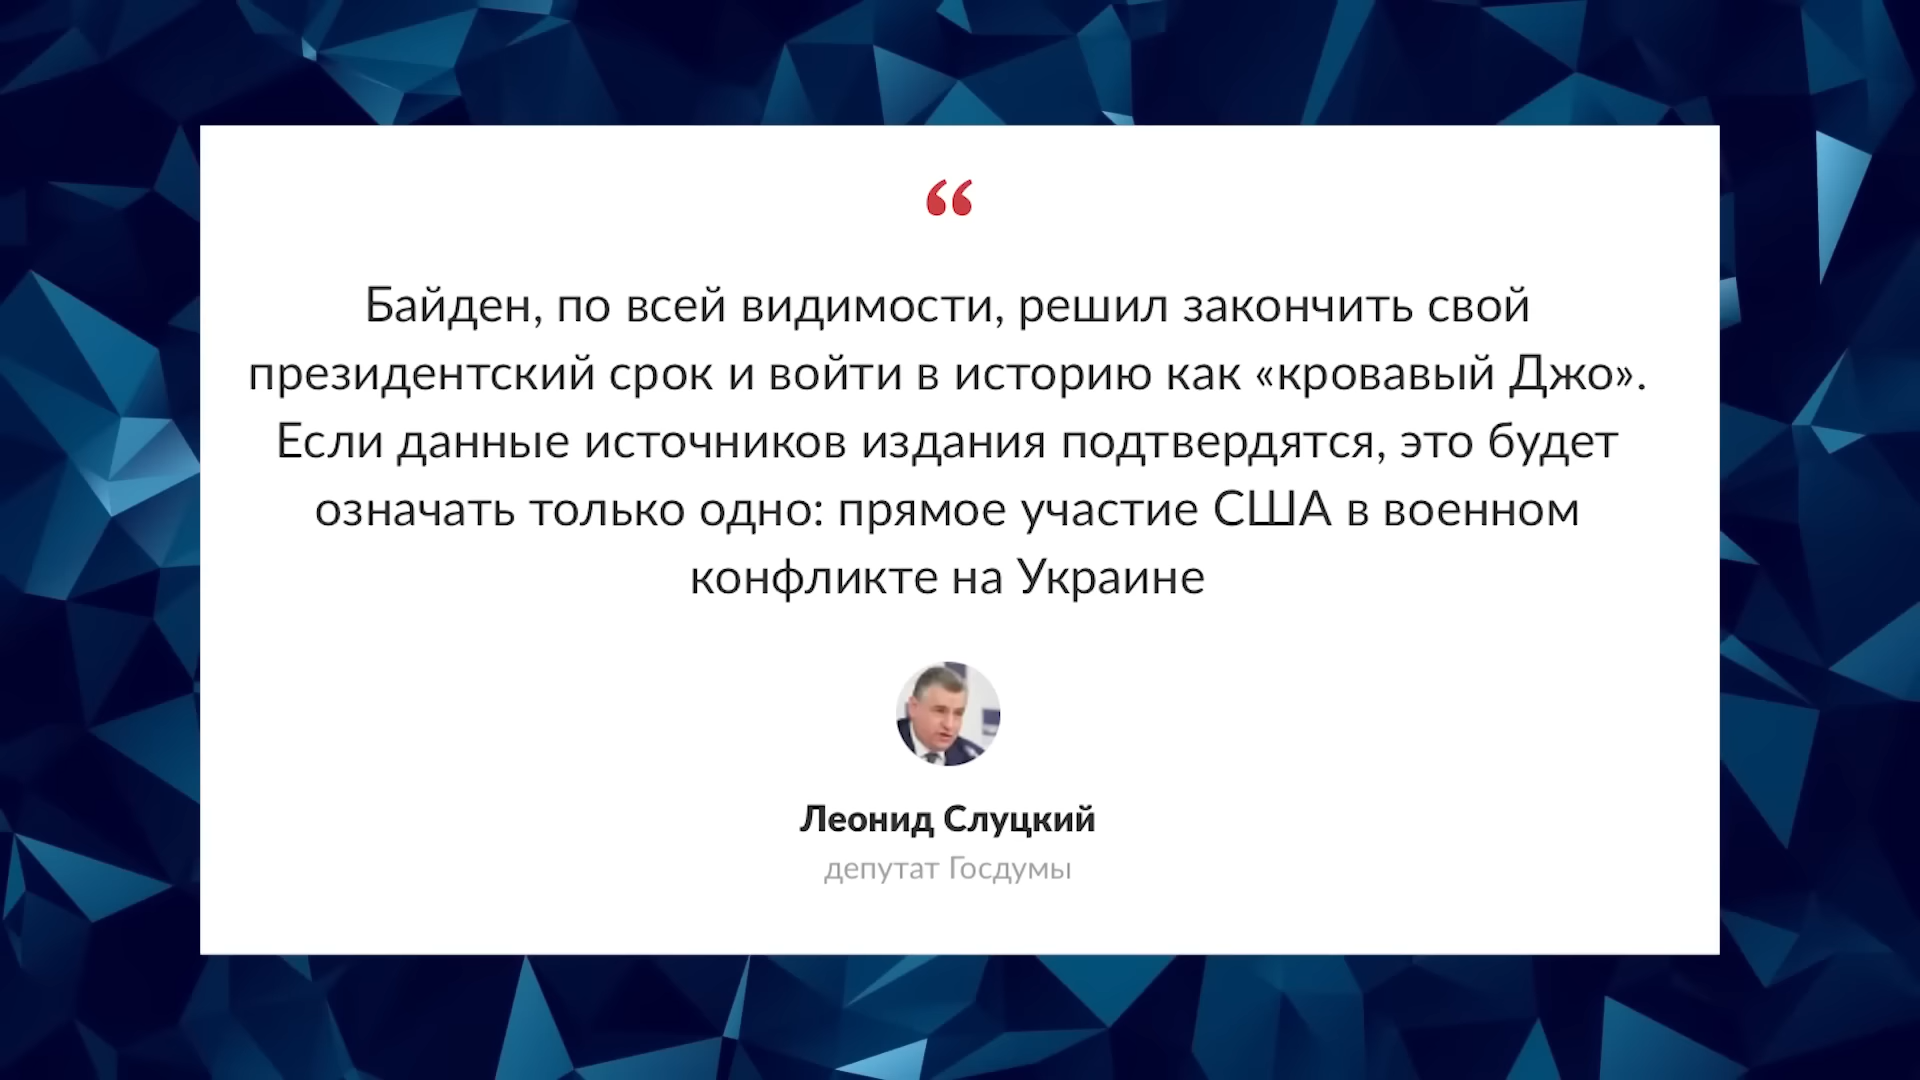 “
Байден, по всей видимости, решил закончить свой
президентский срок и войти в историю как «кровавый Джо».
Если данные источников издания подтвердятся, это будет
означать только одно: прямое участие США в военном
конфликте на Украине
Леонид Слуцкий
депутат Госдумы